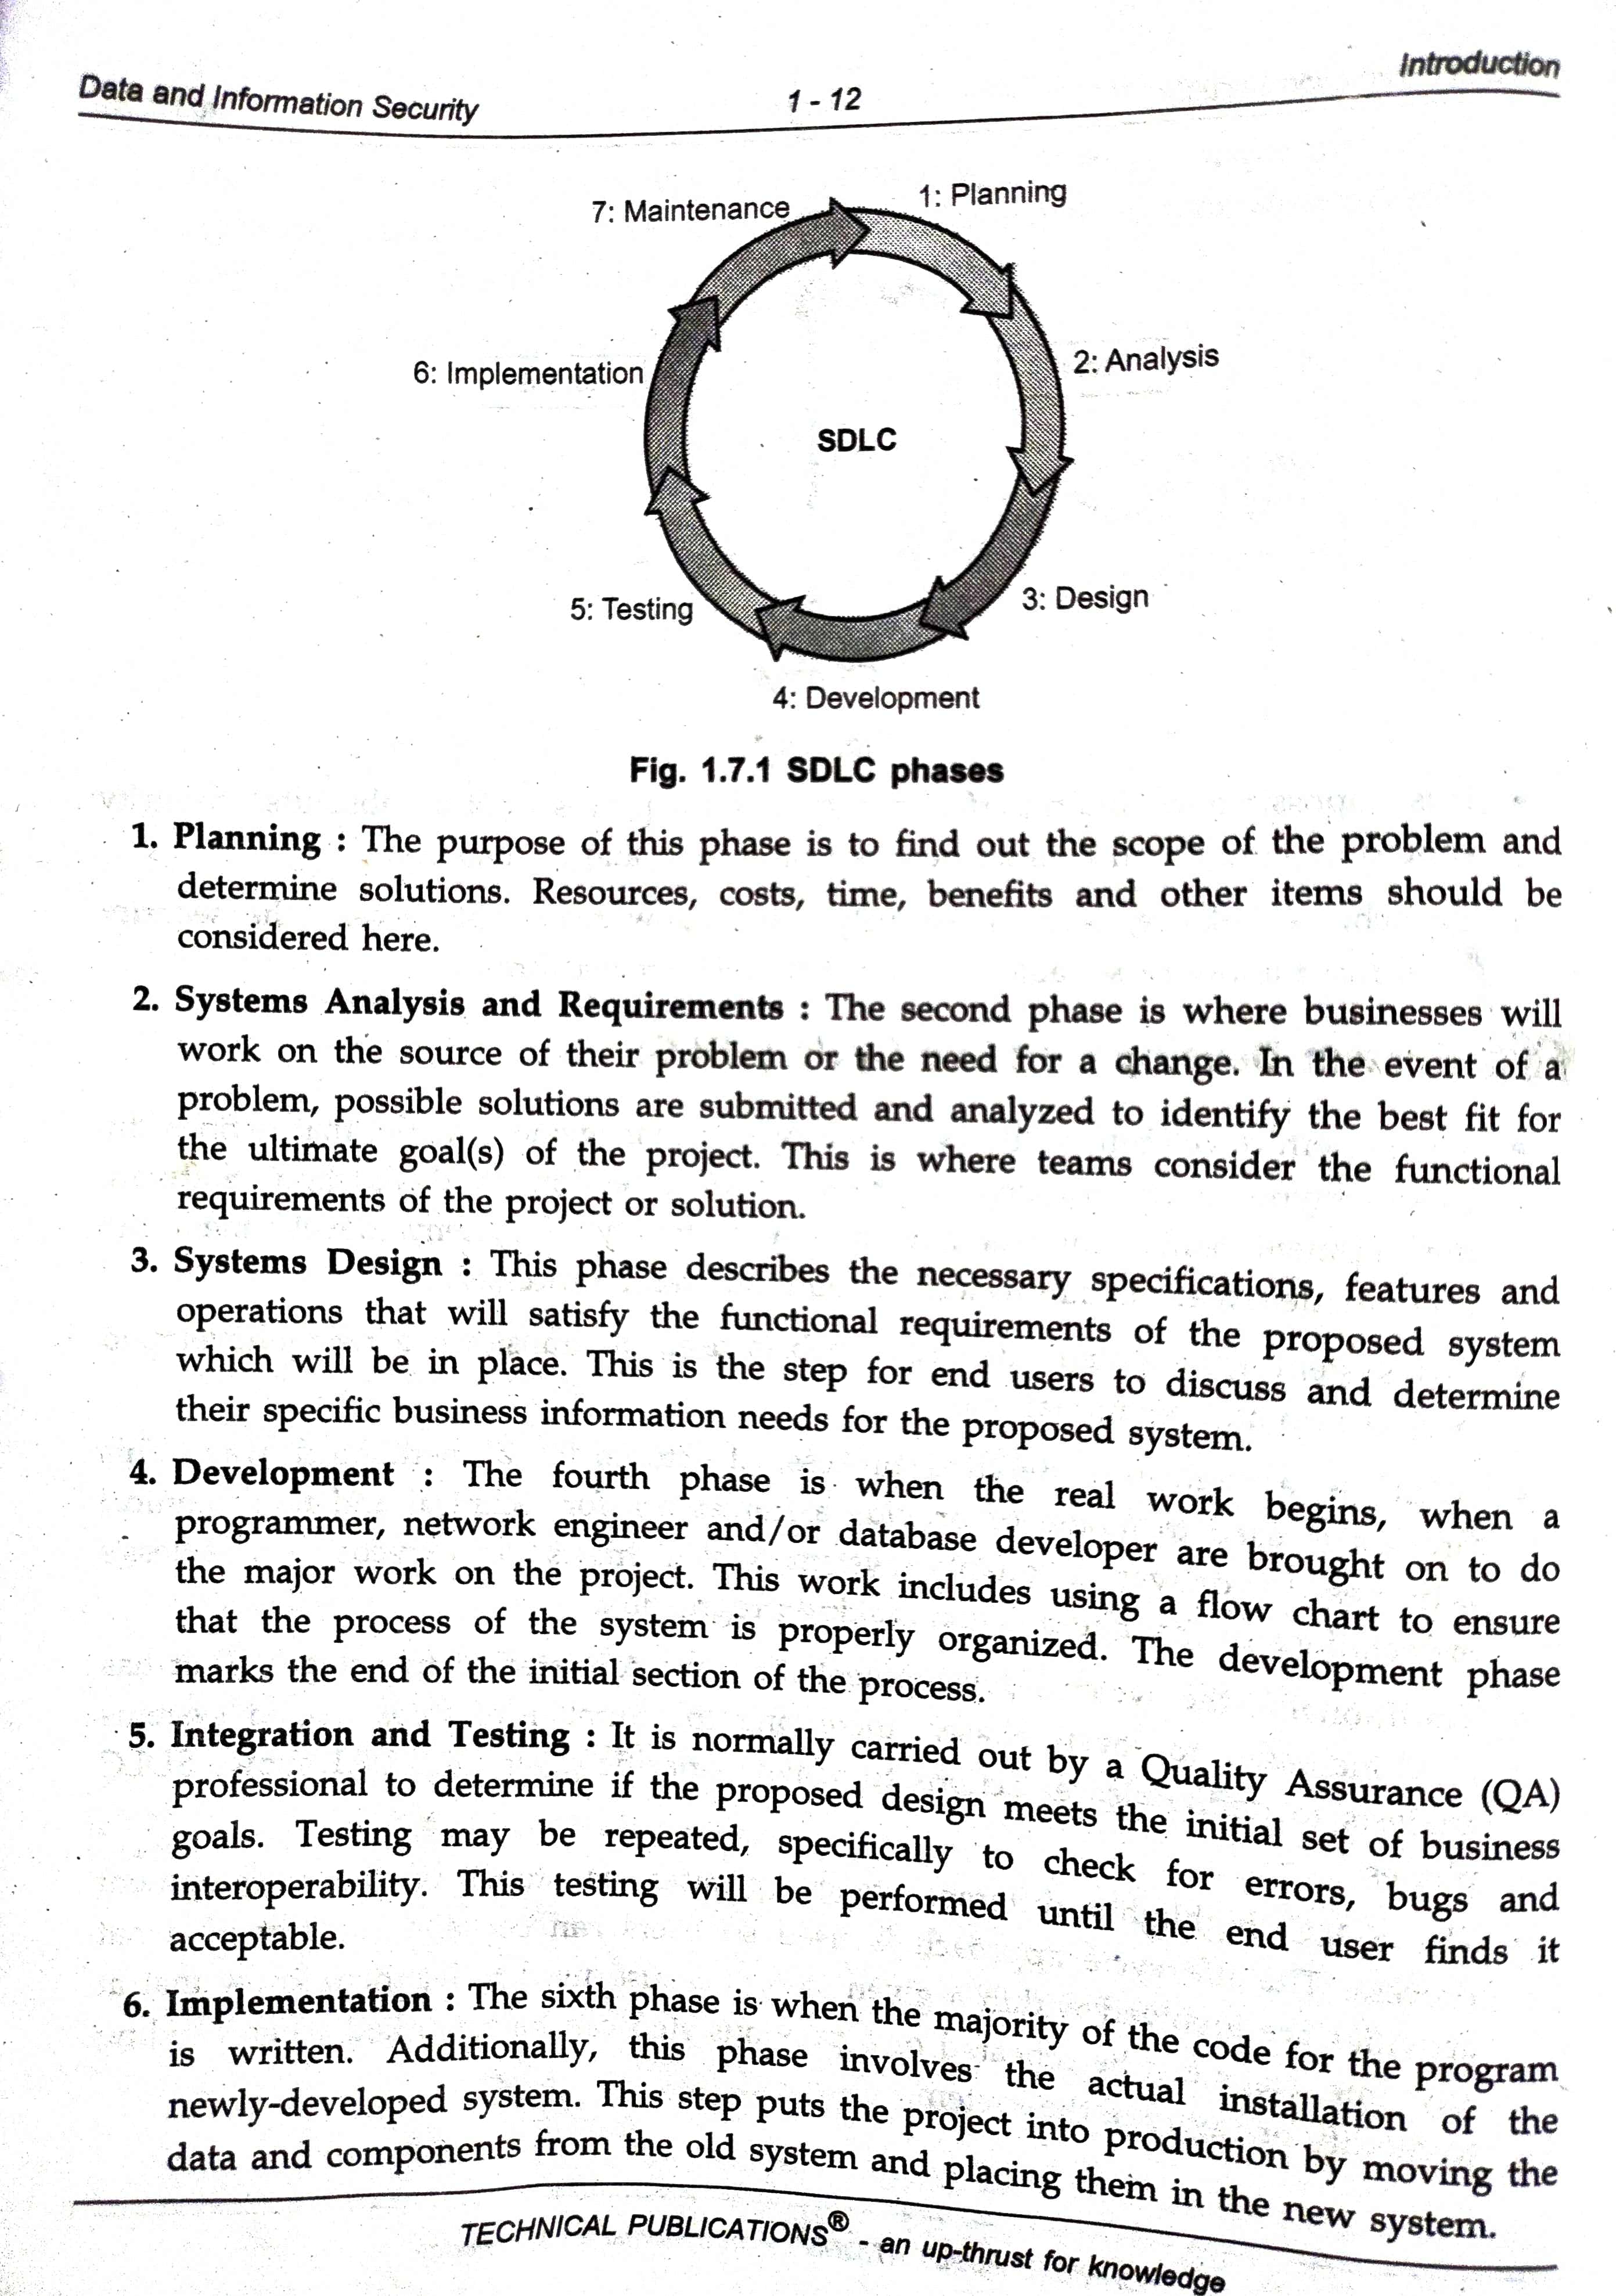 Data and Information Security
1 - 12
Introduction
7: Maintenance
1: Planning
6: Implementation
2: Analysis
SDLC
5: Testing
3: Design
4: Development
Fig. 1.7.1 SDLC phases
1. Planning : The purpose of this phase is to find out the scope of the problem and
determine solutions. Resources, costs, time, benefits and other items should be
considered here.
2. Systems Analysis and Requirements : The second phase is where businesses will
work on the source of their problem or the need for a change. In the event of a
problem, possible solutions are submitted and analyzed to identify the best fit for
the ultimate goal(s) of the project. This is where teams consider the functional
requirements of the project or solution.
3. Systems Design : This phase describes the necessary specifications, features and
operations that will satisfy the functional requirements of the proposed system
which will be in place. This is the step for end users to discuss and determine
their specific business information needs for the proposed system.
4. Development : The fourth phase is when the real work begins, when a
programmer, network engineer and/or database developer are brought on to do
the major work on the project. This work includes using a flow chart to ensure
that the process of the system is properly organized. The development phase
marks the end of the initial section of the process.
5. Integration and Testing : It is normally carried out by a Quality Assurance (QA)
professional to determine if the proposed design meets the initial set of business
goals. Testing may be repeated, specifically to check for errors, bugs and
interoperability. This testing will be performed until the end user finds it
acceptable.
6. Implementation : The sixth phase is when the majority of the code for the program
is written. Additionally, this phase involves the actual installation of the
newly-developed system. This step puts the project into production by moving the
data and components from the old system and placing them in the new system.
TECHNICAL PUBLICATIONS® - an up-thrust for knowledge